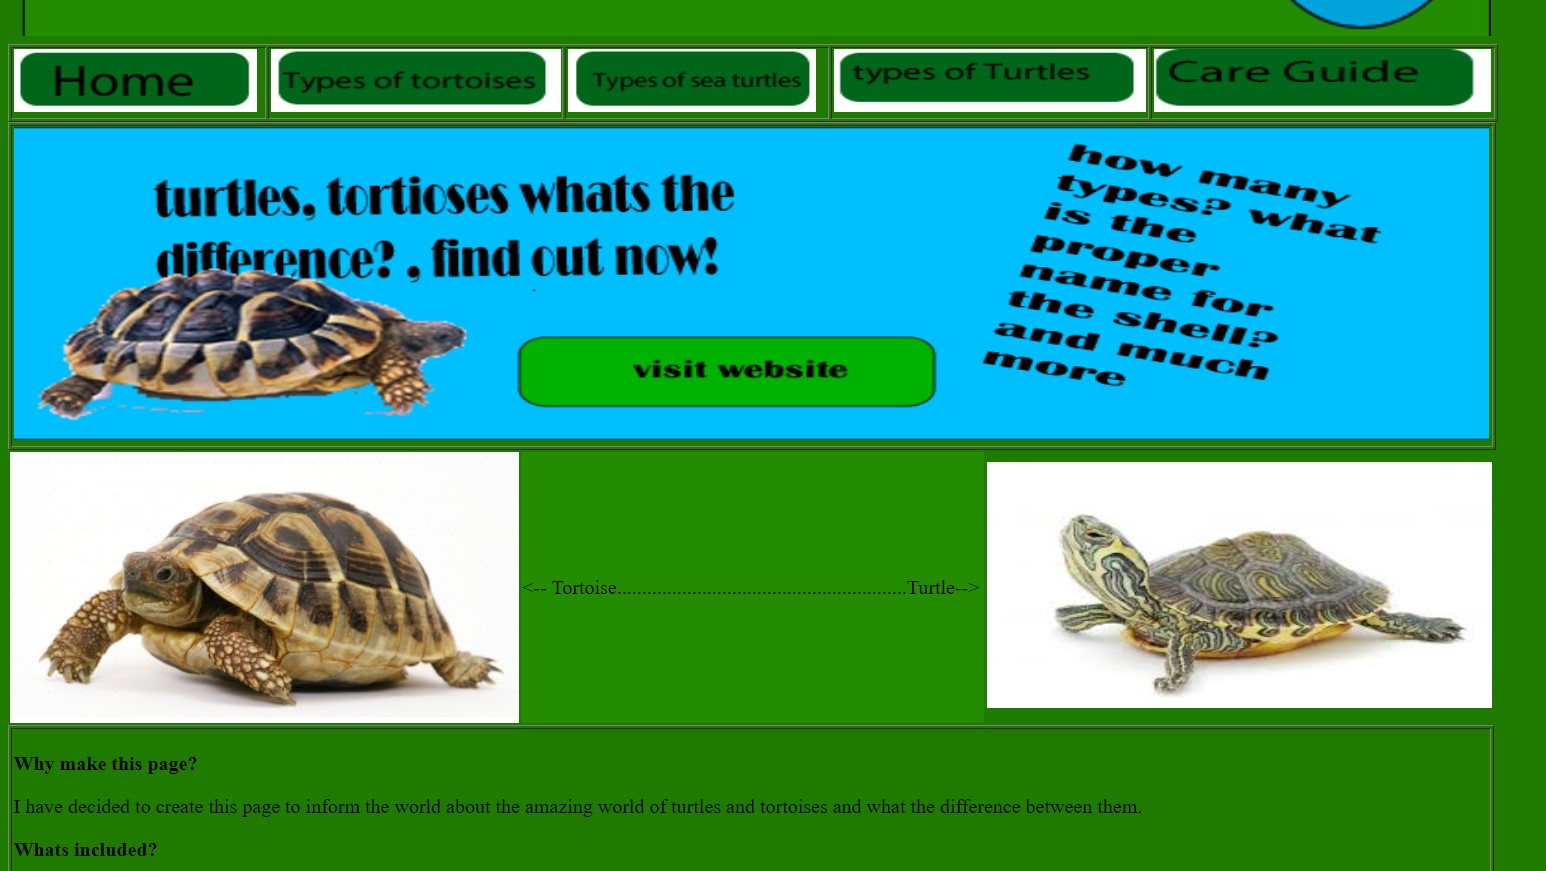 Home
Types of tortoises
Types of sea turtles
types of Turtles
Care Guide
turtles, tortioses whats the
difference? , find out now!
how many
types? what
is the
proper
name for
the shell?
and much
more
visit website
<-- Tortoise..........................................................Turtle-->
Why make this page?
I have decided to create this page to inform the world about the amazing world of turtles and tortoises and what the difference between them.
Whats included?